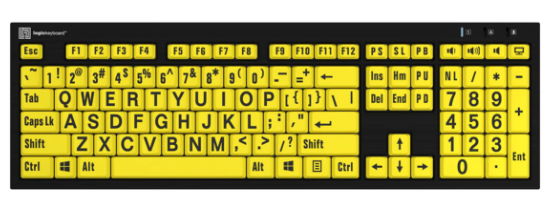 logickeyboard
Esc F1 F2 F3 F4 F5 F6 F7 F8 F9 F10 F11 F12 PS SL PB
` ~ 1 ! 2 @ 3 # 4 $ 5 % 6 ^ 7 & 8 * 9 ( 0 ) - _ = + ← Ins Hm PU NL / * -
Tab Q W E R T Y U I O P [ { ] } \ | Del End PD 7 8 9 +
Caps Lk A S D F G H J K L ; : , " ← 4 5 6
Shift Z X C V B N M , < . > / ? Shift ↑ 1 2 3 Ent
Ctrl Alt Alt Ctrl ← ↓ → 0 .